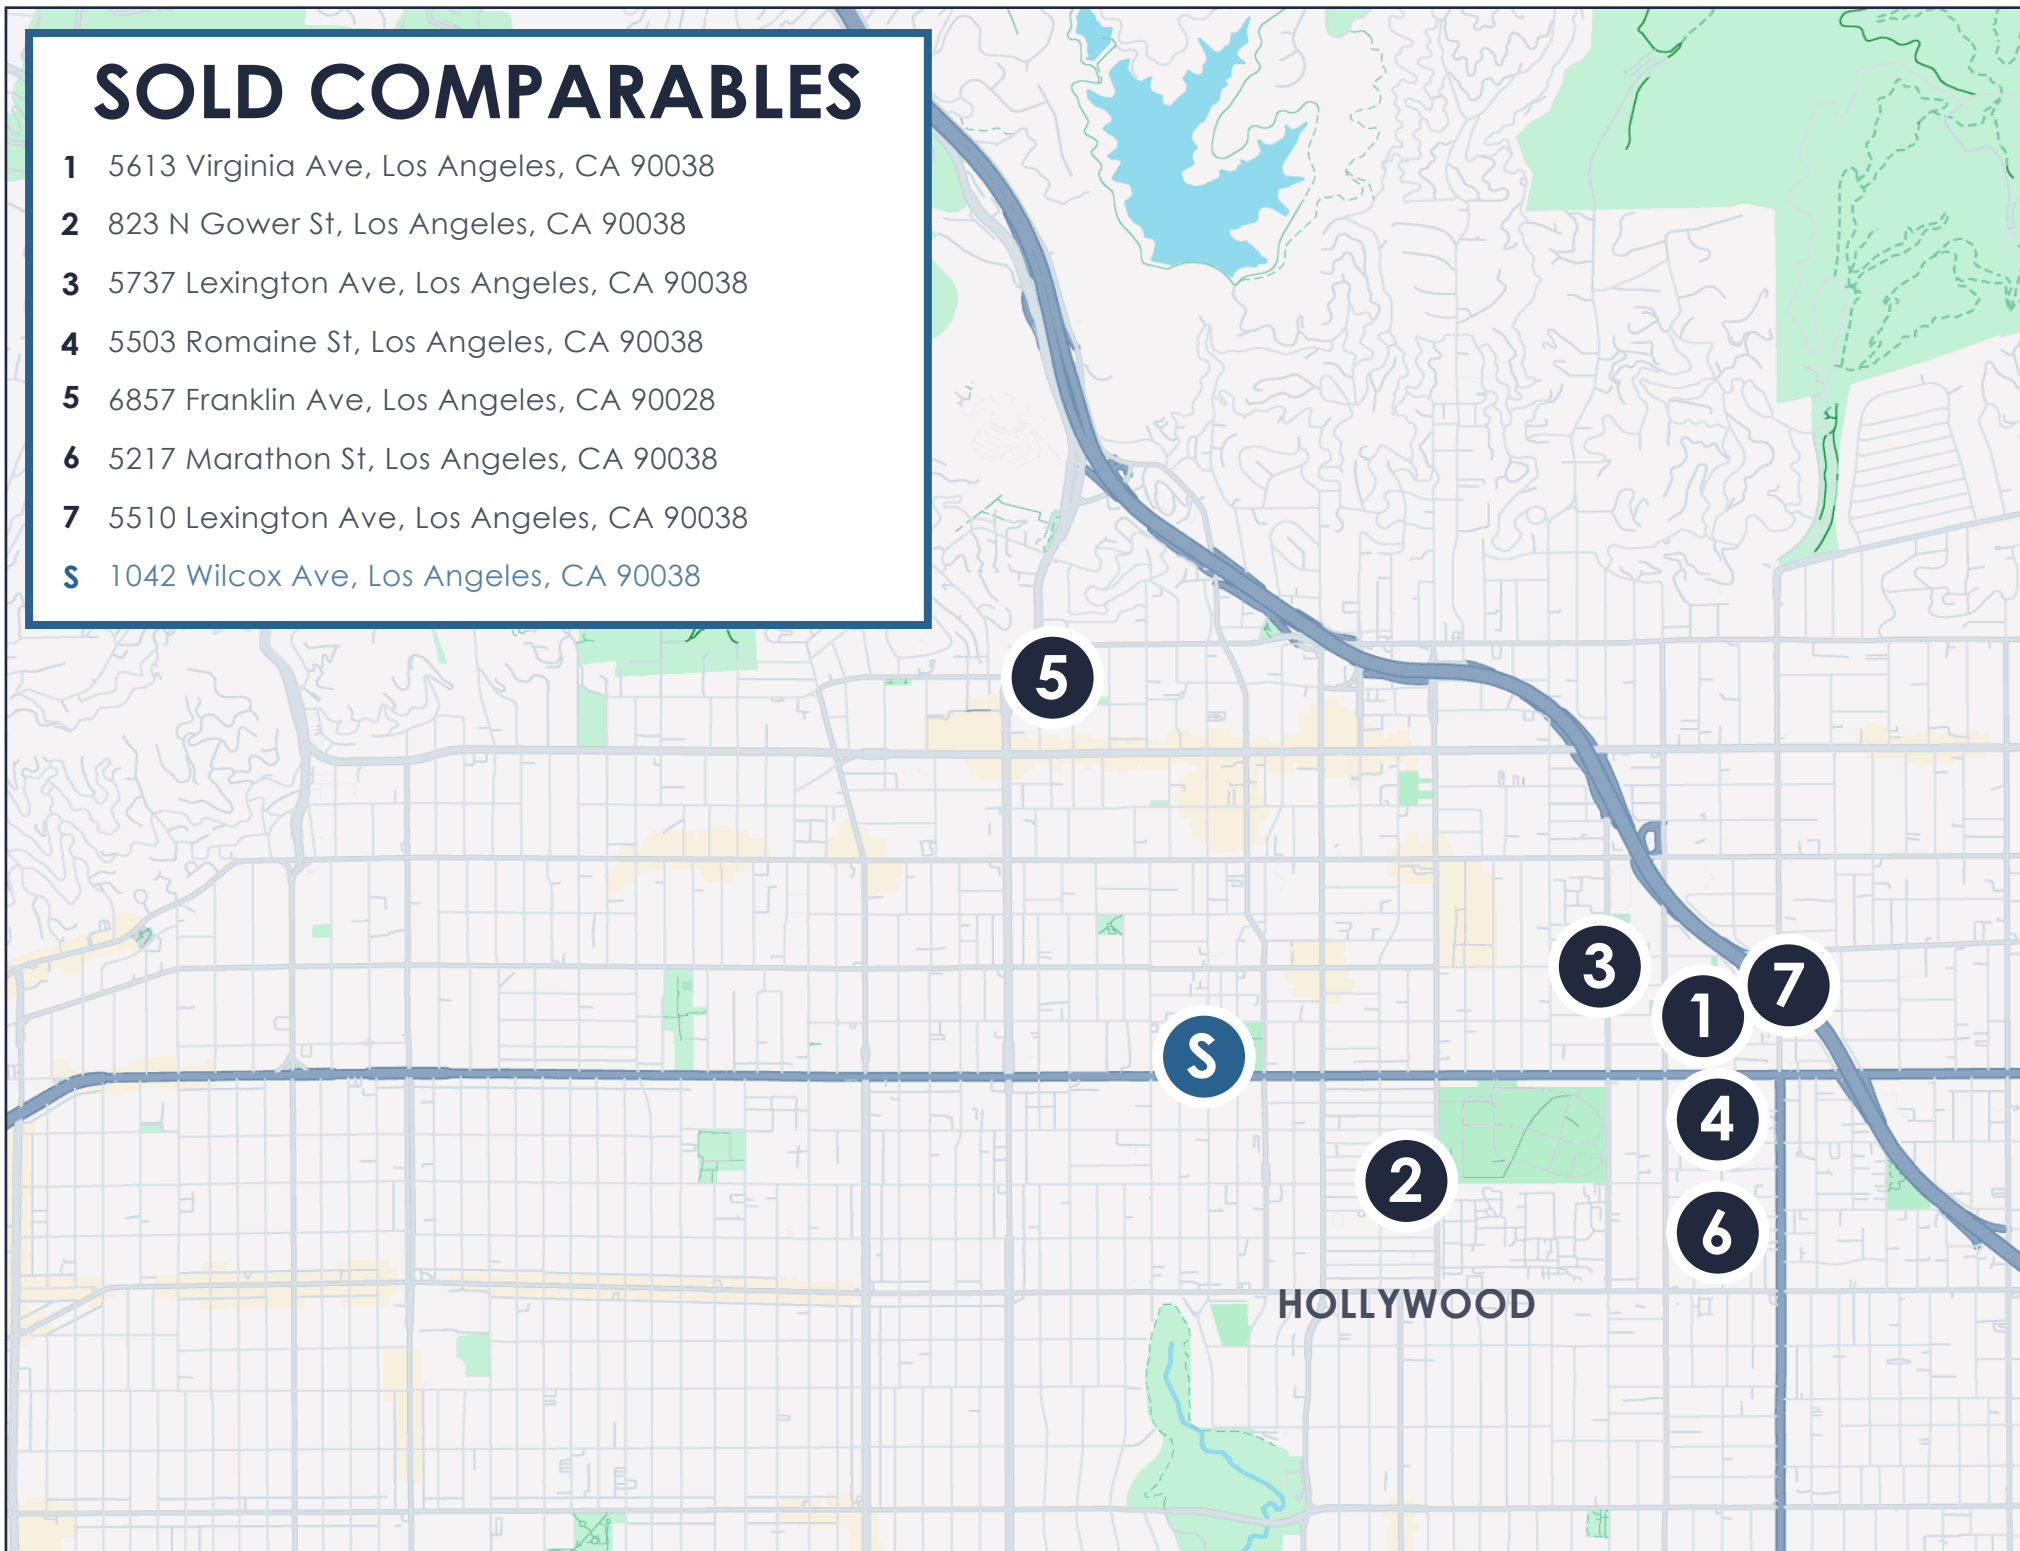 SOLD COMPARABLES
1 5613 Virginia Ave, Los Angeles, CA 90038
2 823 N Gower St, Los Angeles, CA 90038
3 5737 Lexington Ave, Los Angeles, CA 90038
4 5503 Romaine St, Los Angeles, CA 90038
5 6857 Franklin Ave, Los Angeles, CA 90028
6 5217 Marathon St, Los Angeles, CA 90038
7 5510 Lexington Ave, Los Angeles, CA 90038
S 1042 Wilcox Ave, Los Angeles, CA 90038
5
3
7
1
S
4
2
6
HOLLYWOOD